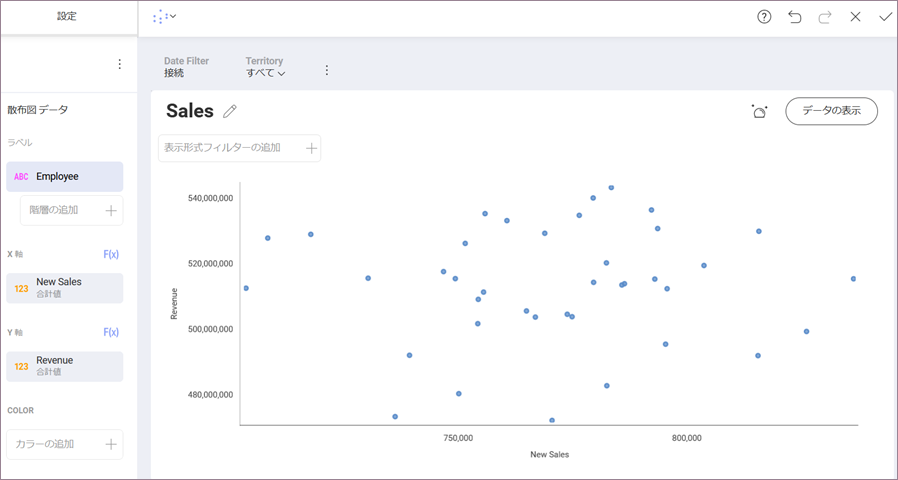 設定
Date Filter
接続
Territory
すべて
散布図 データ
ラベル
ABC Employee
階層の追加
X 軸 F(x)
123 New Sales
合計値
Y 軸 F(x)
123 Revenue
合計値
COLOR
カラーの追加
Sales
データの表示
表示形式フィルターの追加
540,000,000
520,000,000
500,000,000
480,000,000
Revenue
750,000
800,000
New Sales